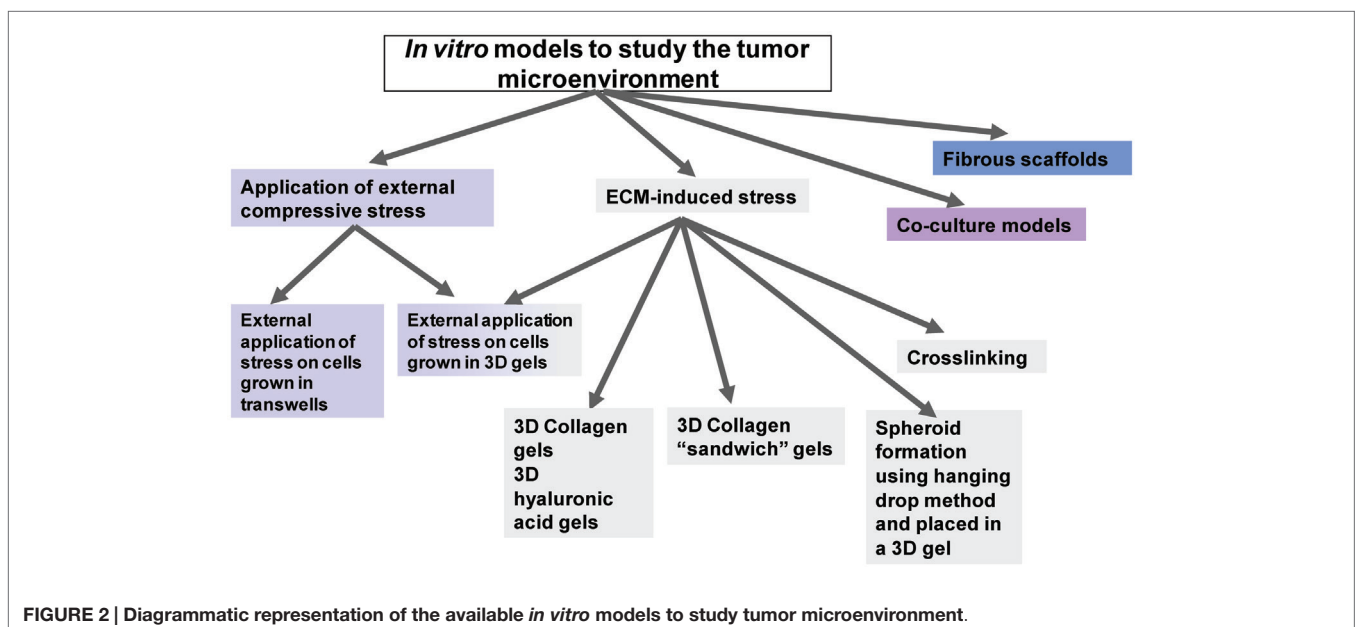 In vitro models to study the tumor
microenvironment
Fibrous scaffolds
Application of external
compressive stress
ECM-induced stress
Co-culture models
External
application of
stress on cells
grown in
transwells
External application
of stress on cells
grown in 3D gels
Crosslinking
3D Collagen
gels
3D
hyaluronic
acid gels
3D Collagen
“sandwich” gels
Spheroid
formation
using hanging
drop method
and placed in
a 3D gel
FIGURE 2 | Diagrammatic representation of the available in vitro models to study tumor microenvironment.